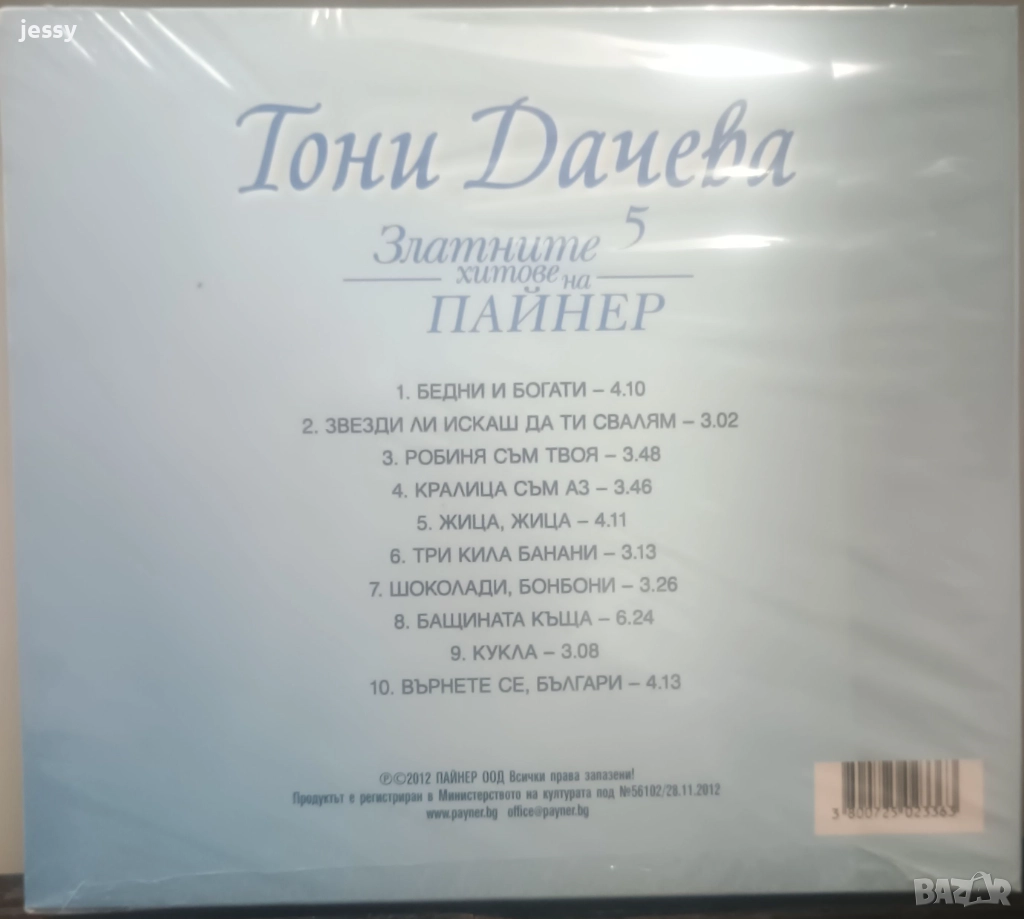 jessy
Тони Дачева
Златните 5
хитове на
ПАЙНЕР
1. БЕДНИ И БОГАТИ – 4.10
2. ЗВЕЗДИ ЛИ ИСКАШ ДА ТИ СВАЛЯМ – 3.02
3. РОБИНЯ СЪМ ТВОЯ – 3.48
4. КРАЛИЦА СЪМ АЗ – 3.46
5. ЖИЦА, ЖИЦА – 4.11
6. ТРИ КИЛА БАНАНИ – 3.13
7. ШОКОЛАДИ, БОНБОНИ – 3.26
8. БАЩИНАТА КЪЩА – 6.24
9. КУКЛА – 3.08
10. ВЪРНЕТЕ СЕ, БЪЛГАРИ – 4.13
℗©2012 ПАЙНЕР ООД Всички права запазени!
Продуктът е регистриран в Министерството на културата под №56102/28.11.2012
www.payner.bg office@payner.bg
3 800725 023363
BAZAR